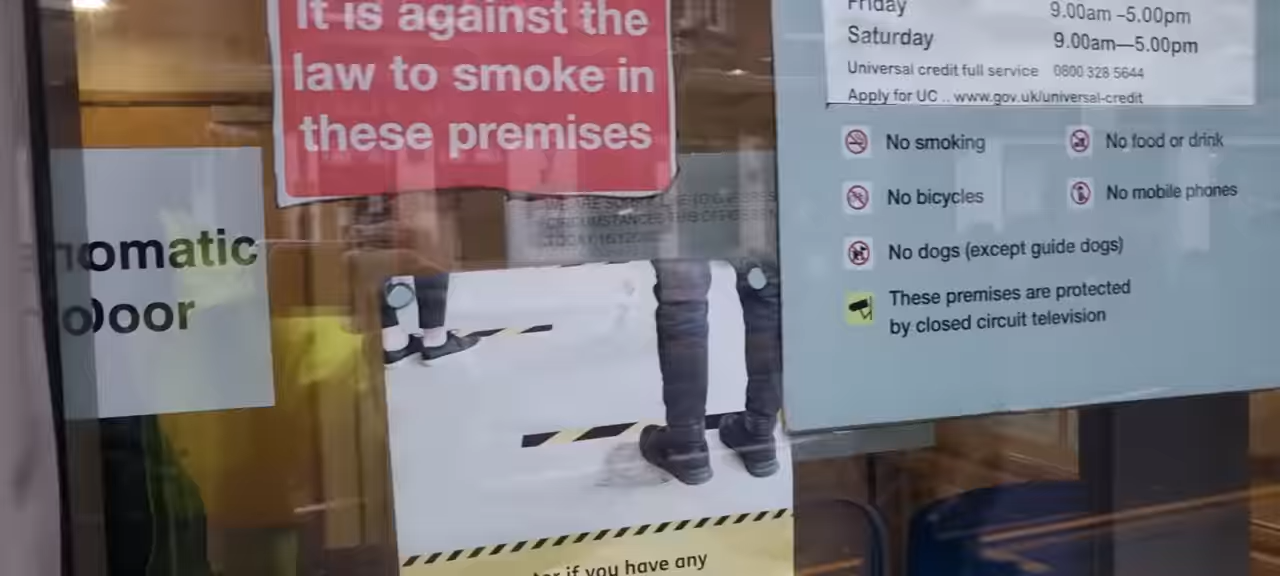 It is against the
law to smoke in
these premises
omatic
Door
if you have any
Friday 9.00am –5.00pm
Saturday 9.00am—5.00pm
Universal credit full service 0800 328 5644
Apply for UC .. www.gov.uk/universal-credit
No smoking
No food or drink
No bicycles
No mobile phones
No dogs (except guide dogs)
These premises are protected
by closed circuit television